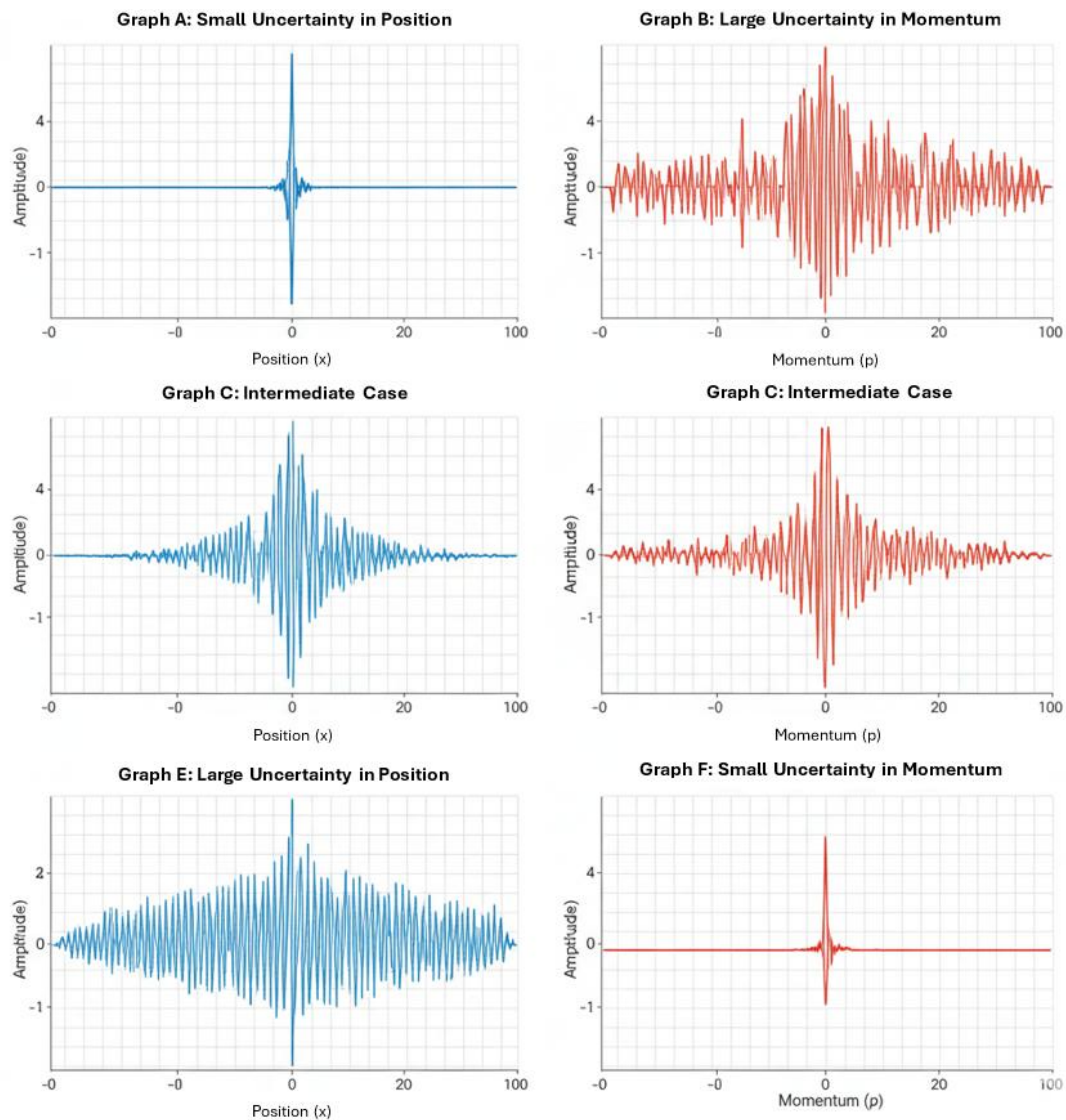 Graph A: Small Uncertainty in Position
Amptıude)
4
0
-1
-0 -0 0 20 100
Position (x)
Graph B: Large Uncertainty in Momentum
Ampttude)
4
0
-1
-0 -0 0 20 100
Momentum (p)
Graph C: Intermediate Case
Amplitude)
4
0
-1
-0 -0 0 20 100
Position (x)
Graph C: Intermediate Case
Amplitude)
4
0
-1
-0 -0 0 20 100
Momentum (p)
Graph E: Large Uncertainty in Position
Amplitude)
2
0
-1
-0 -0 0 20 100
Position (x)
Graph F: Small Uncertainty in Momentum
Amplitude)
4
0
-1
-0 -0 0 20 100
Momentum (p)